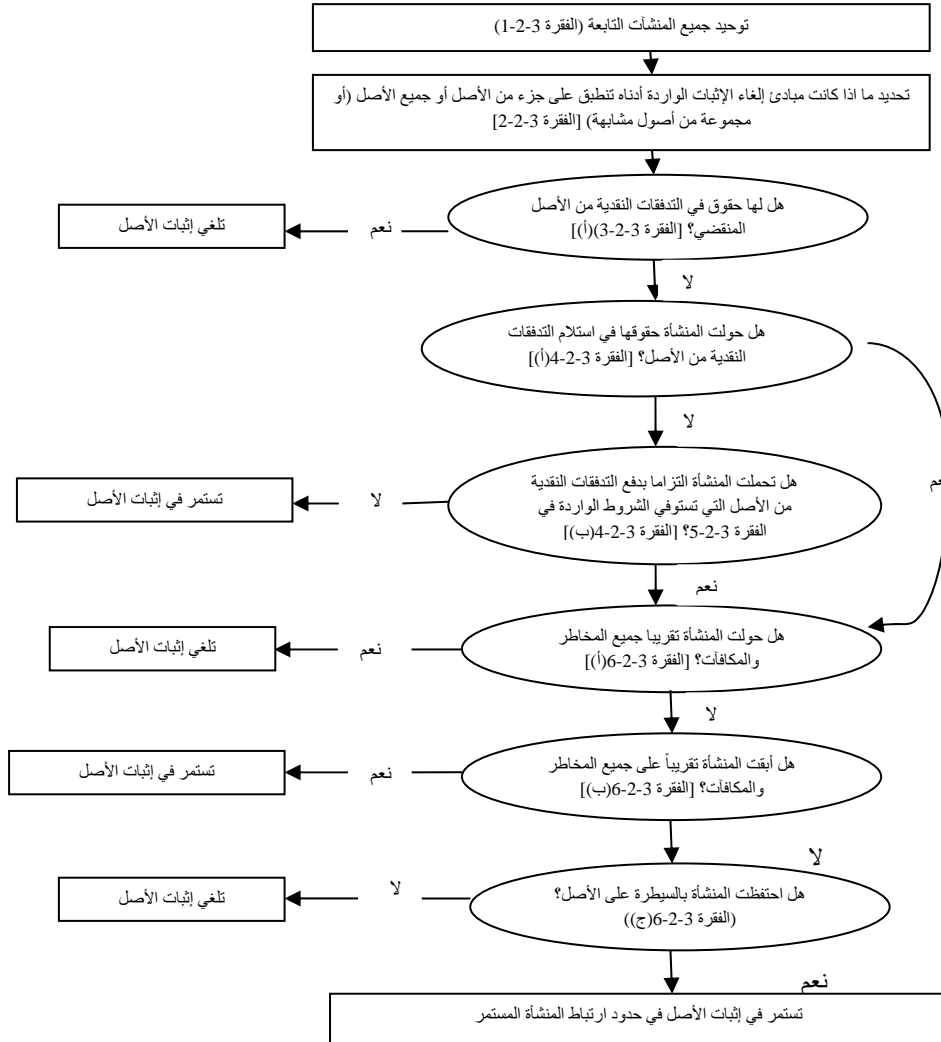 توحيد جميع المنشآت التابعة (الفقرة 3-2-1)
تحديد ما اذا كانت مبادئ إلغاء الإثبات الواردة أدناه تنطبق على جزء من الأصل أو جميع الأصل (أو
مجموعة من أصول مشابهة) [الفقرة 3-2-2]
هل لها حقوق في التدفقات النقدية من الأصل
المنقضي؟ [الفقرة 3-2-3(أ)]
نعم
تلغي إثبات الأصل
لا
هل حولت المنشأة حقوقها في استلام التدفقات
النقدية من الأصل؟ [الفقرة 3-2-4(أ)]
لا
هل تحملت المنشأة التزاما بدفع التدفقات النقدية
من الأصل التي تستوفي الشروط الواردة في
الفقرة 3-2-5؟ [الفقرة 3-2-4(ب)]
لا
تستمر في إثبات الأصل
نعم
هل حولت المنشأة تقريبا جميع المخاطر
والمكافآت؟ [الفقرة 3-2-6(أ)]
نعم
تلغي إثبات الأصل
لا
هل أبقت المنشأة تقريباً على جميع المخاطر
والمكافآت؟ [الفقرة 3-2-6(ب)]
نعم
تستمر في إثبات الأصل
لا
هل احتفظت المنشأة بالسيطرة على الأصل؟
(الفقرة 3-2-6(ج))
لا
تلغي إثبات الأصل
نعم
تستمر في إثبات الأصل في حدود ارتباط المنشأة المستمر